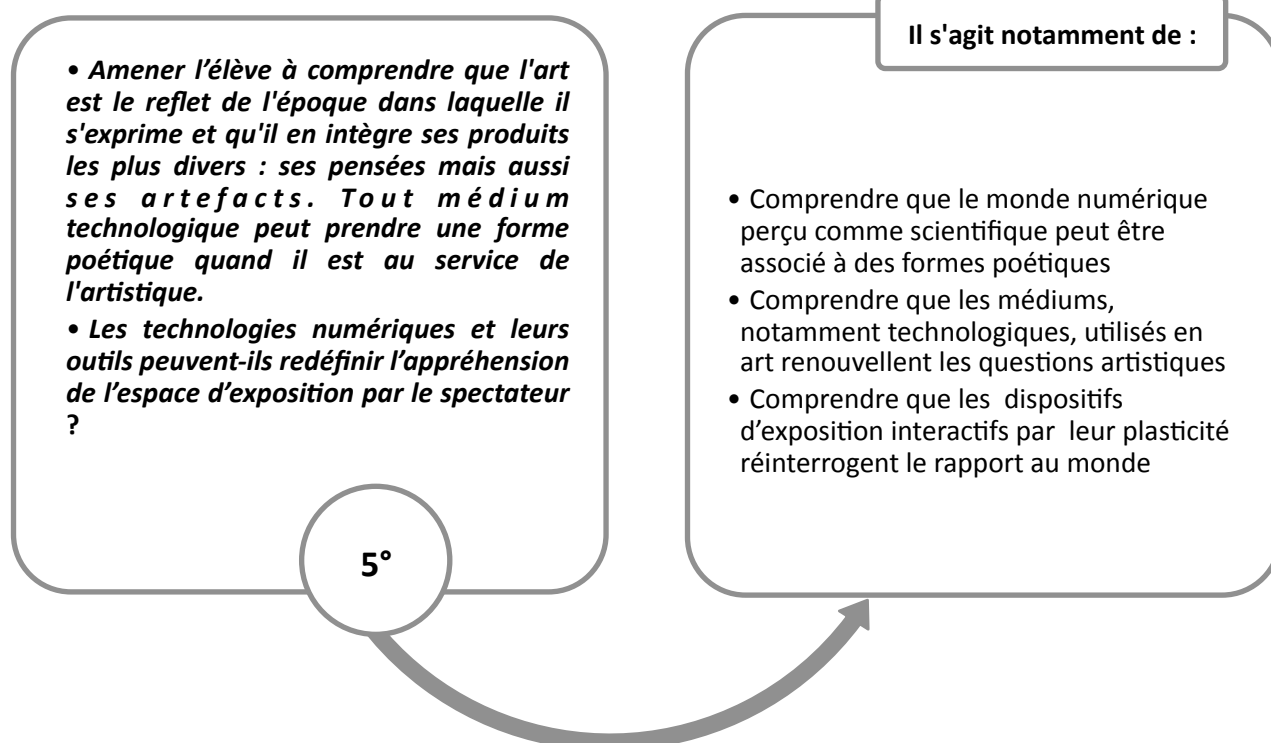 • Amener l’élève à comprendre que l'art
est le reflet de l'époque dans laquelle il
s'exprime et qu'il en intègre ses produits
les plus divers : ses pensées mais aussi
ses artefacts. Tout médium
technologique peut prendre une forme
poétique quand il est au service de
l'artistique.
• Les technologies numériques et leurs
outils peuvent-ils redéfinir l’appréhension
de l’espace d’exposition par le spectateur
?
5°
Il s'agit notamment de :
• Comprendre que le monde numérique
perçu comme scientifique peut être
associé à des formes poétiques
• Comprendre que les médiums,
notamment technologiques, utilisés en
art renouvellent les questions artistiques
• Comprendre que les dispositifs
d’exposition interactifs par leur plasticité
réinterrogent le rapport au monde